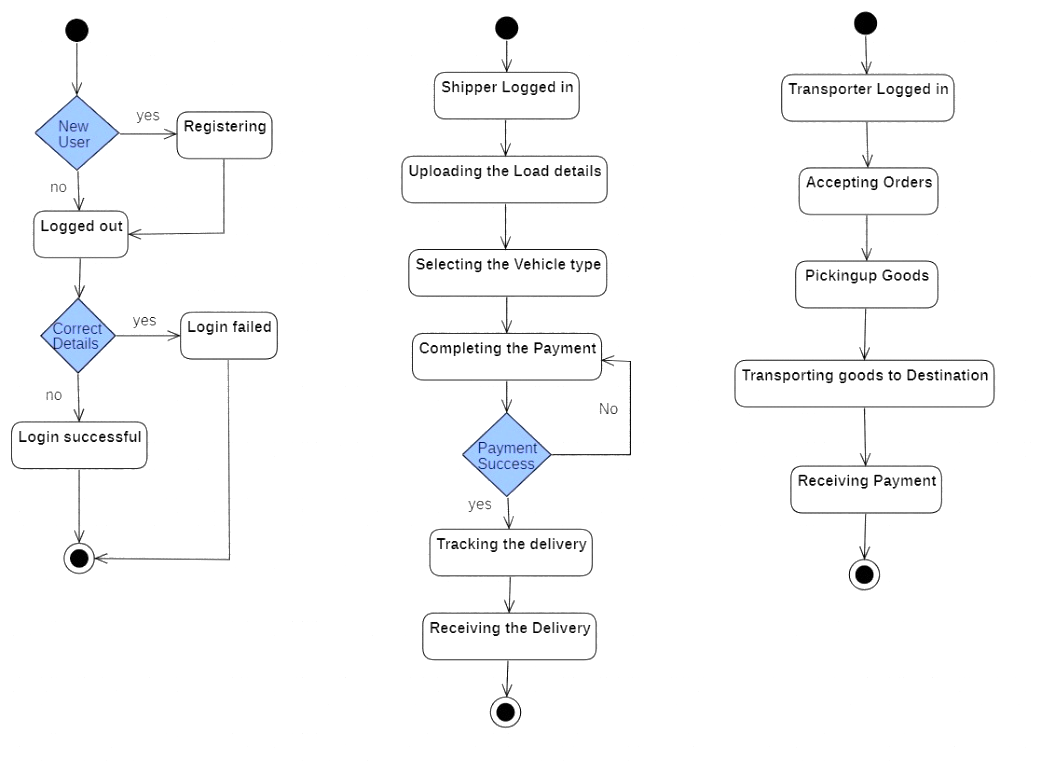 New
User
yes
Registering
no
Logged out
Correct
Details
yes
Login failed
no
Login successful
Shipper Logged in
Uploading the Load details
Selecting the Vehicle type
Completing the Payment
No
Payment
Success
yes
Tracking the delivery
Receiving the Delivery
Transporter Logged in
Accepting Orders
Pickingup Goods
Transporting goods to Destination
Receiving Payment